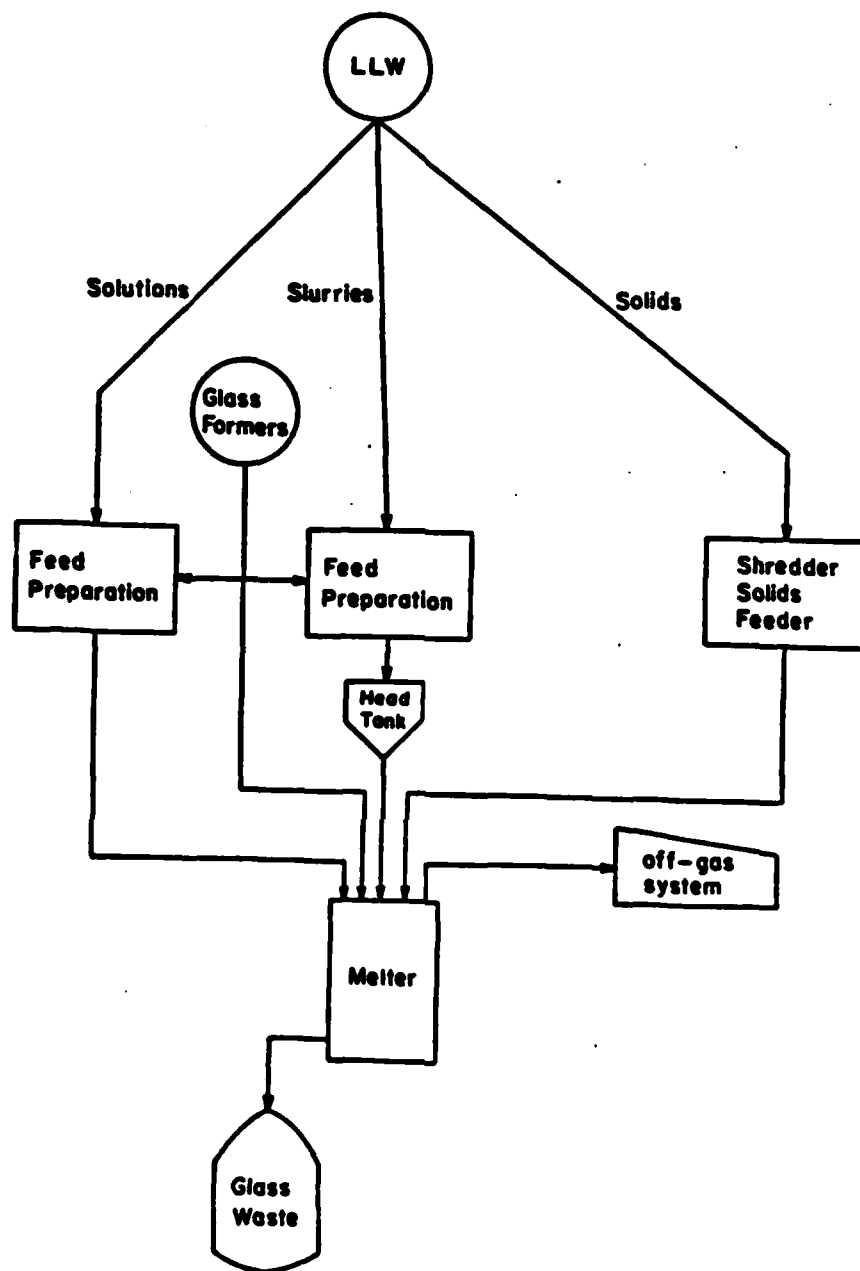 LLW
Solutions
Slurries
Solids
Glass
Formers
Feed
Preparation
Feed
Preparation
Shredder
Solids
Feeder
Head
Tank
off-gas
system
Melter
Glass
Waste